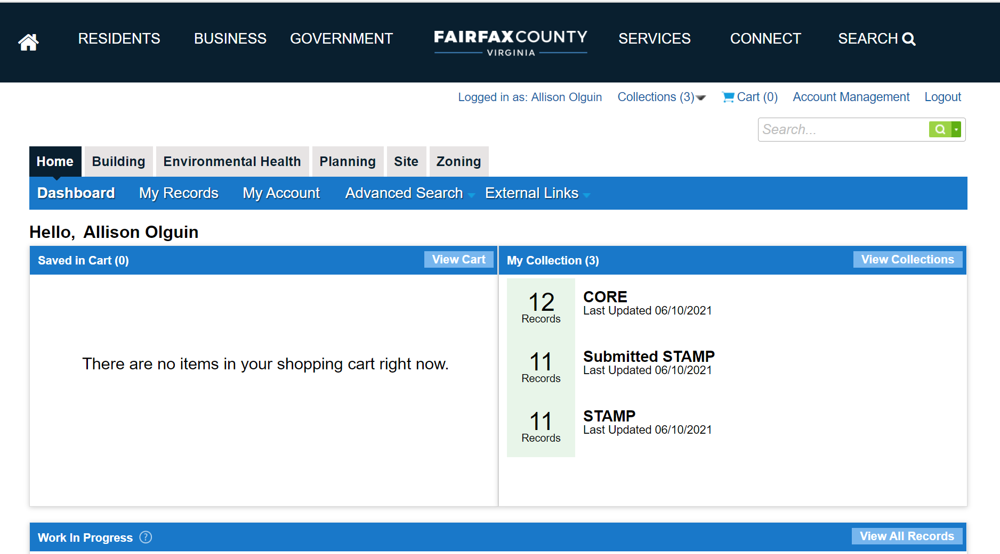 RESIDENTS BUSINESS GOVERNMENT FAIRFAX COUNTY VIRGINIA SERVICES CONNECT SEARCH
Logged in as: Allison Olguin Collections (3) Cart (0) Account Management Logout
Search...
Home Building Environmental Health Planning Site Zoning
Dashboard My Records My Account Advanced Search External Links
Hello, Allison Olguin
Saved in Cart (0) View Cart
There are no items in your shopping cart right now.
My Collection (3) View Collections
12 Records
CORE
Last Updated 06/10/2021
11 Records
Submitted STAMP
Last Updated 06/10/2021
11 Records
STAMP
Last Updated 06/10/2021
Work In Progress ? View All Records